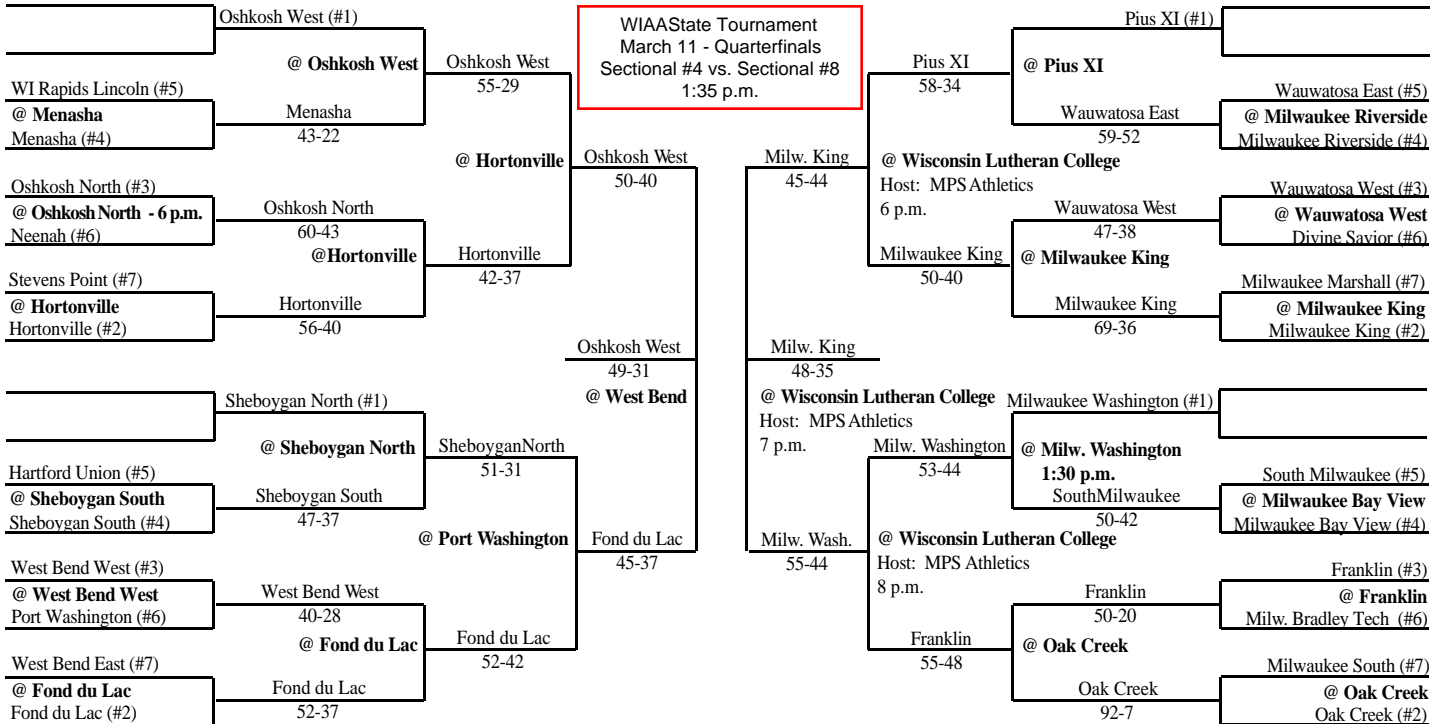 Oshkosh West (#1)
@ Oshkosh West
WI Rapids Lincoln (#5)
@ Menasha
Menasha (#4)
Menasha
43-22
Oshkosh West
55-29
Oshkosh North (#3)
@ Oshkosh North - 6 p.m.
Neenah (#6)
Oshkosh North
60-43
@Hortonville
Stevens Point (#7)
@ Hortonville
Hortonville (#2)
Hortonville
56-40
Hortonville
42-37
@ Hortonville
Oshkosh West
50-40
Oshkosh West
49-31
@ West Bend
Sheboygan North (#1)
@ Sheboygan North
Hartford Union (#5)
@ Sheboygan South
Sheboygan South (#4)
Sheboygan South
47-37
SheboyganNorth
51-31
@ Port Washington
West Bend West (#3)
@ West Bend West
Port Washington (#6)
West Bend West
40-28
@ Fond du Lac
West Bend East (#7)
@ Fond du Lac
Fond du Lac (#2)
Fond du Lac
52-37
Fond du Lac
52-42
Fond du Lac
45-37
WIAAState Tournament
March 11 - Quarterfinals
Sectional #4 vs. Sectional #8
1:35 p.m.
Pius XI (#1)
Pius XI
58-34
@ Pius XI
Wauwatosa East (#5)
@ Milwaukee Riverside
Milwaukee Riverside (#4)
Wauwatosa East
59-52
Milw. King
45-44
@ Wisconsin Lutheran College
Host: MPS Athletics
6 p.m.
Wauwatosa West (#3)
@ Wauwatosa West
Divine Savior (#6)
Wauwatosa West
47-38
Milwaukee King
50-40
@ Milwaukee King
Milwaukee Marshall (#7)
@ Milwaukee King
Milwaukee King (#2)
Milwaukee King
69-36
Milw. King
48-35
@ Wisconsin Lutheran College
Host: MPS Athletics
7 p.m.
Milwaukee Washington (#1)
Milw. Washington
53-44
@ Milw. Washington
1:30 p.m.
South Milwaukee (#5)
@ Milwaukee Bay View
Milwaukee Bay View (#4)
SouthMilwaukee
50-42
Milw. Wash.
55-44
@ Wisconsin Lutheran College
Host: MPS Athletics
8 p.m.
Franklin (#3)
@ Franklin
Milw. Bradley Tech (#6)
Franklin
50-20
Franklin
55-48
@ Oak Creek
Milwaukee South (#7)
@ Oak Creek
Oak Creek (#2)
Oak Creek
92-7